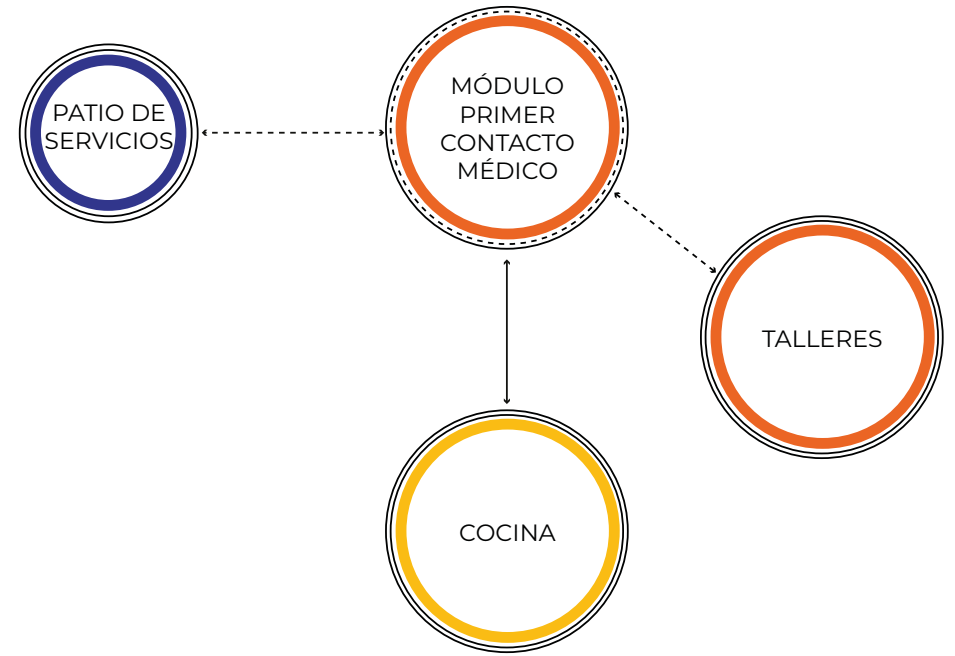 PATIO DE
SERVICIOS
MÓDULO
PRIMER
CONTACTO
MÉDICO
TALLERES
COCINA